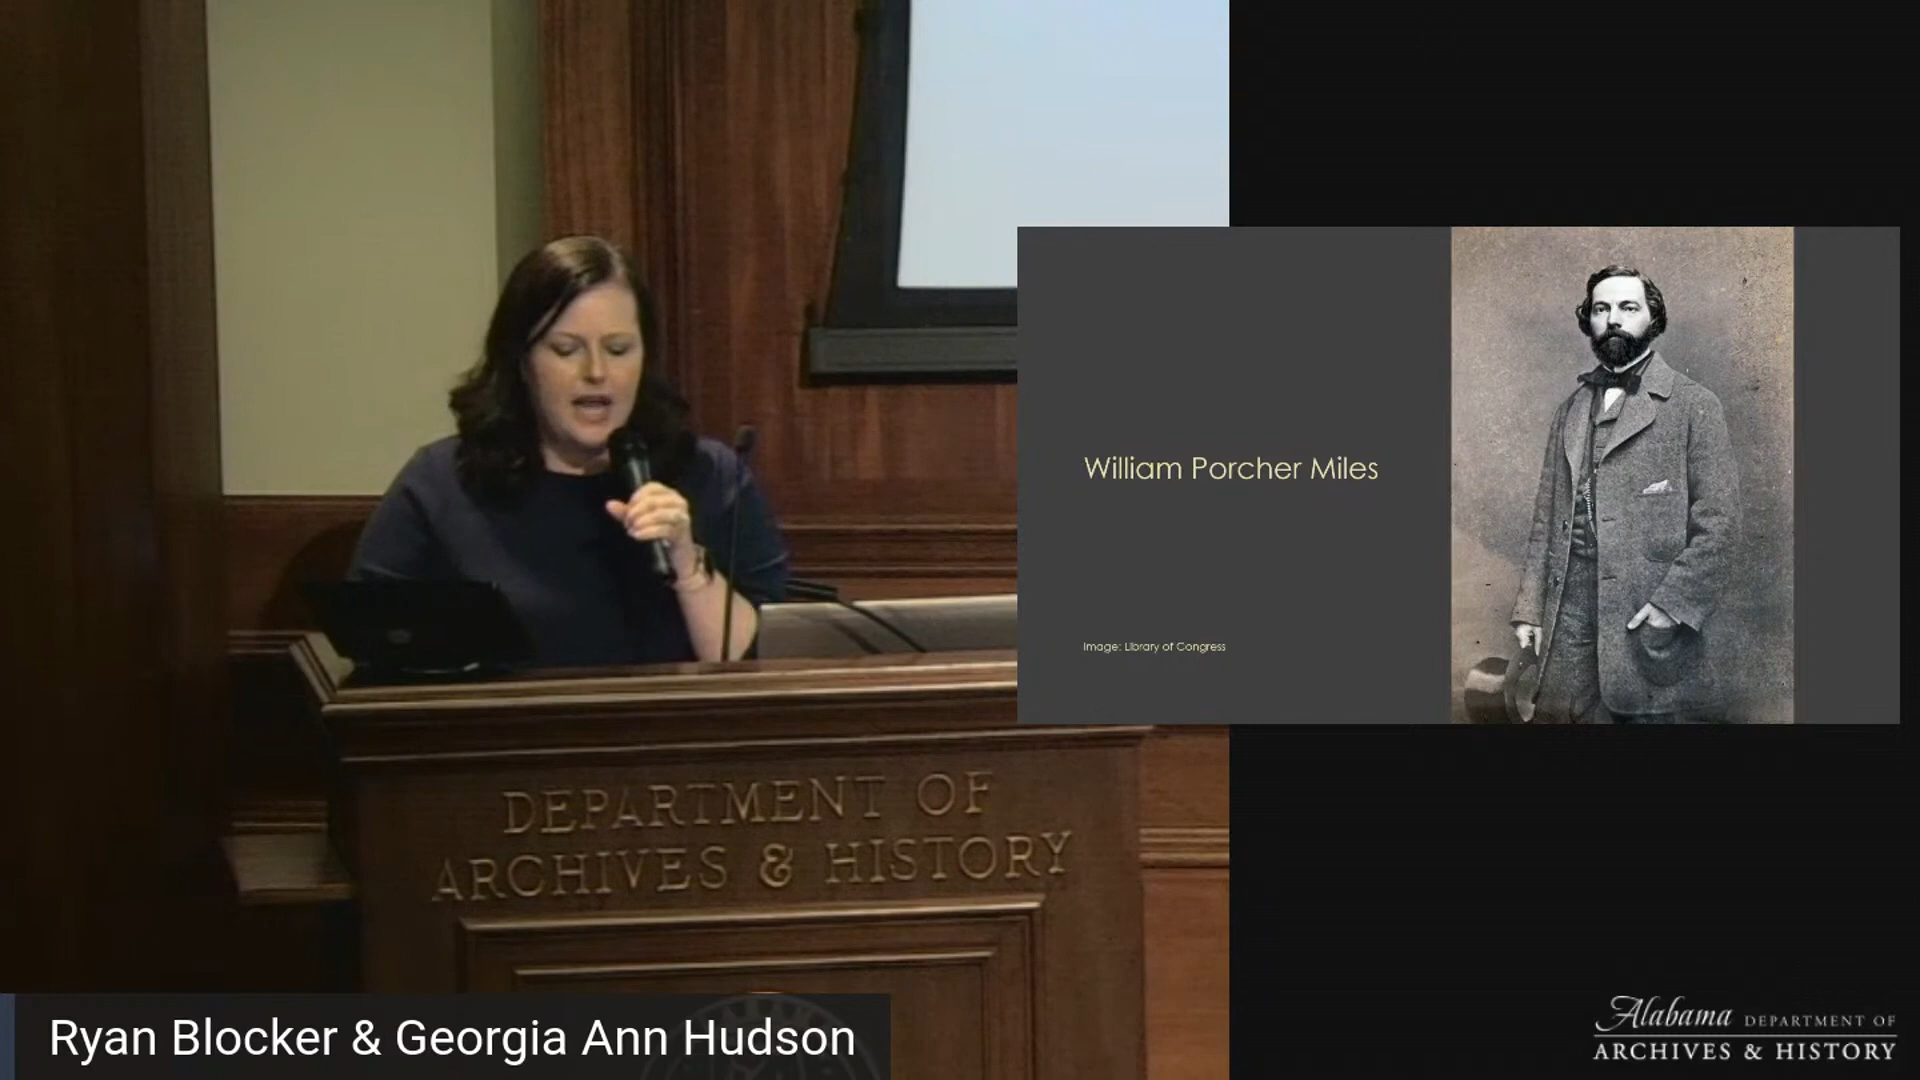 William Porcher Miles
Image: Library of Congress
DEPARTMENT OF
ARCHIVES & HISTORY
Ryan Blocker & Georgia Ann Hudson
Alabama DEPARTMENT OF
ARCHIVES & HISTORY